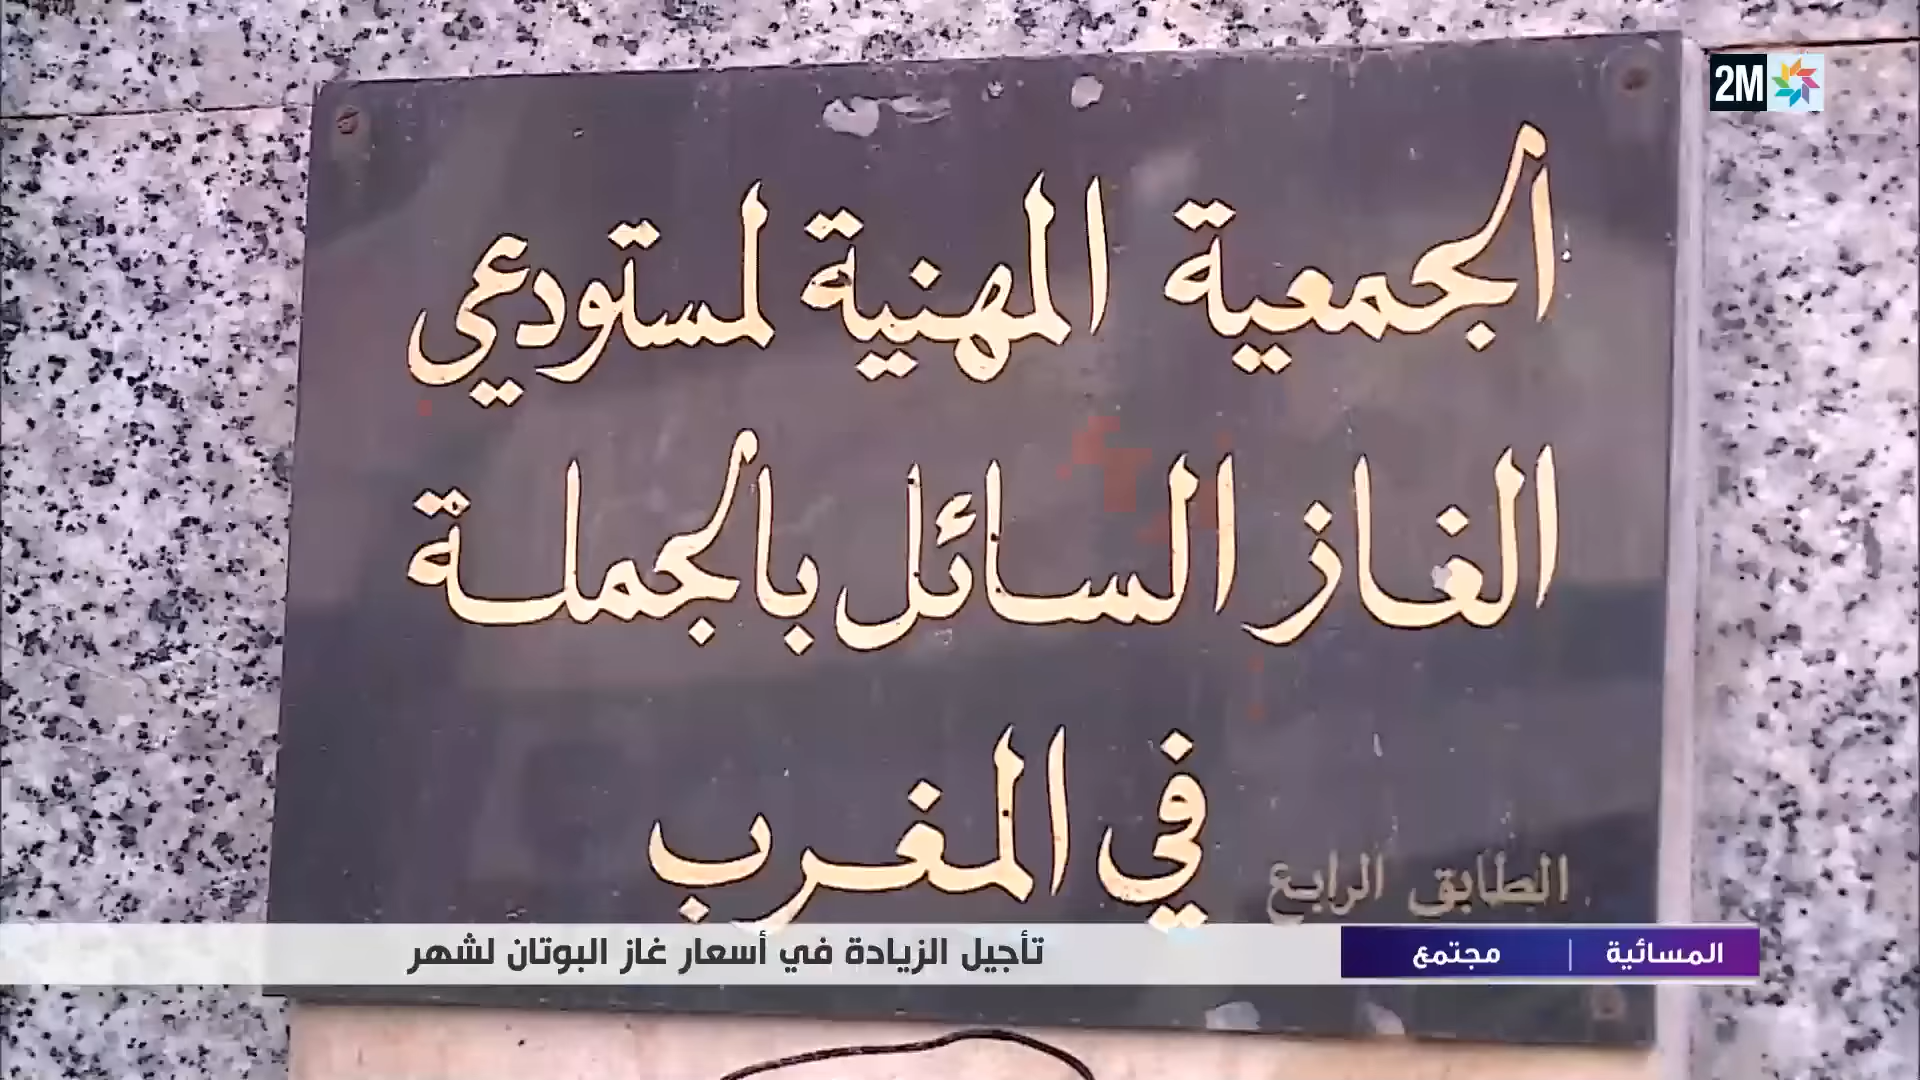 2M
الجمعية المهنية لمستودعي
الغاز السائل بالجملة
في المغرب
الطابق الرابع
المسائية | مجتمع
تأجيل الزيادة في أسعار غاز البوتان لشهر